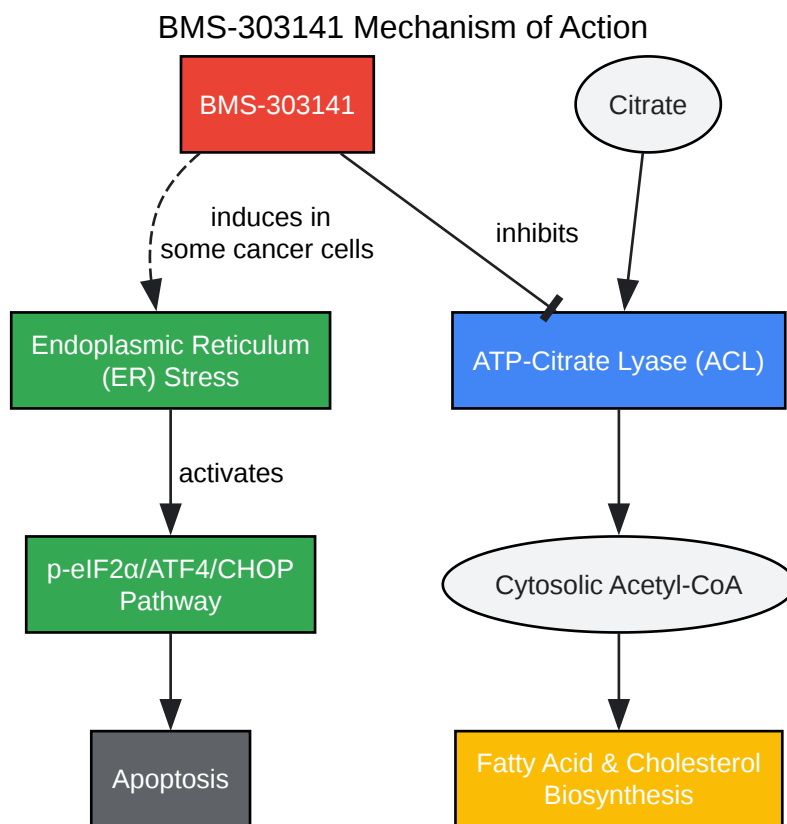 BMS-303141 Mechanism of Action
BMS-303141
Citrate
induces in
some cancer cells
inhibits
Endoplasmic Reticulum
(ER) Stress
ATP-Citrate Lyase (ACL)
activates
p-eIF2α/ATF4/CHOP
Pathway
Cytosolic Acetyl-CoA
Apoptosis
Fatty Acid & Cholesterol
Biosynthesis